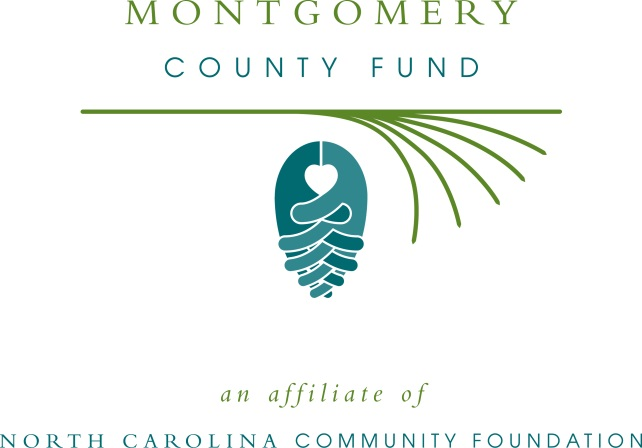 MONTGOMERY
COUNTY FUND
an affiliate of
NORTH CAROLINA COMMUNITY FOUNDATION